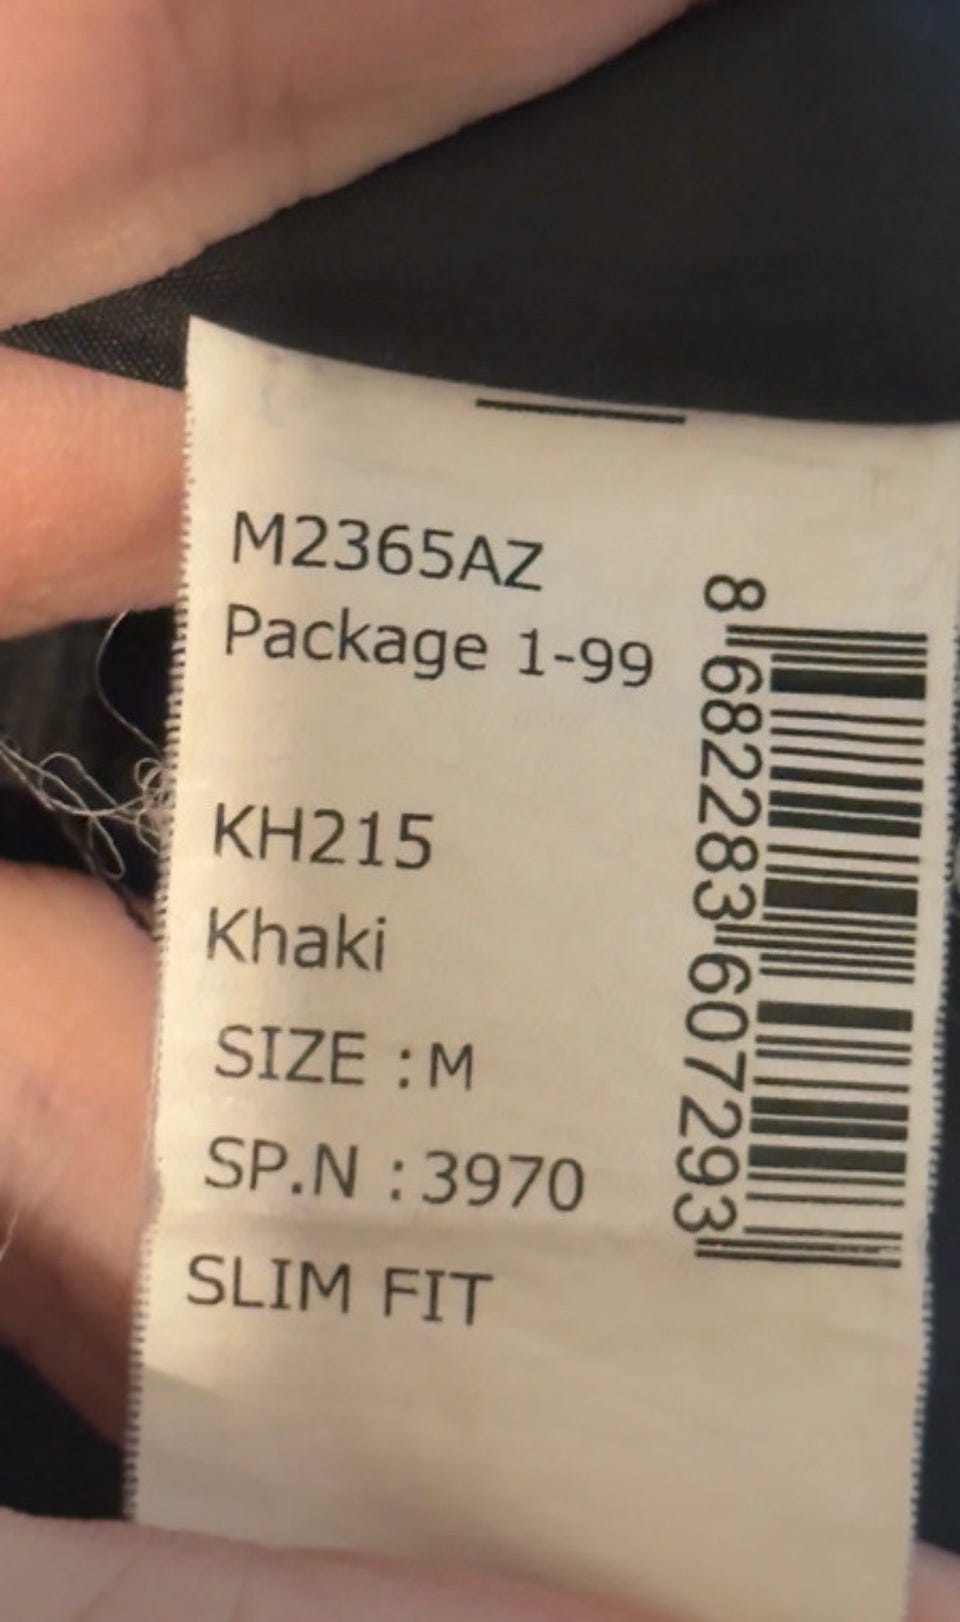 M2365AZ
Package 1-99
KH215
Khaki
SIZE : M
SP.N : 3970
SLIM FIT
8 682283 607293